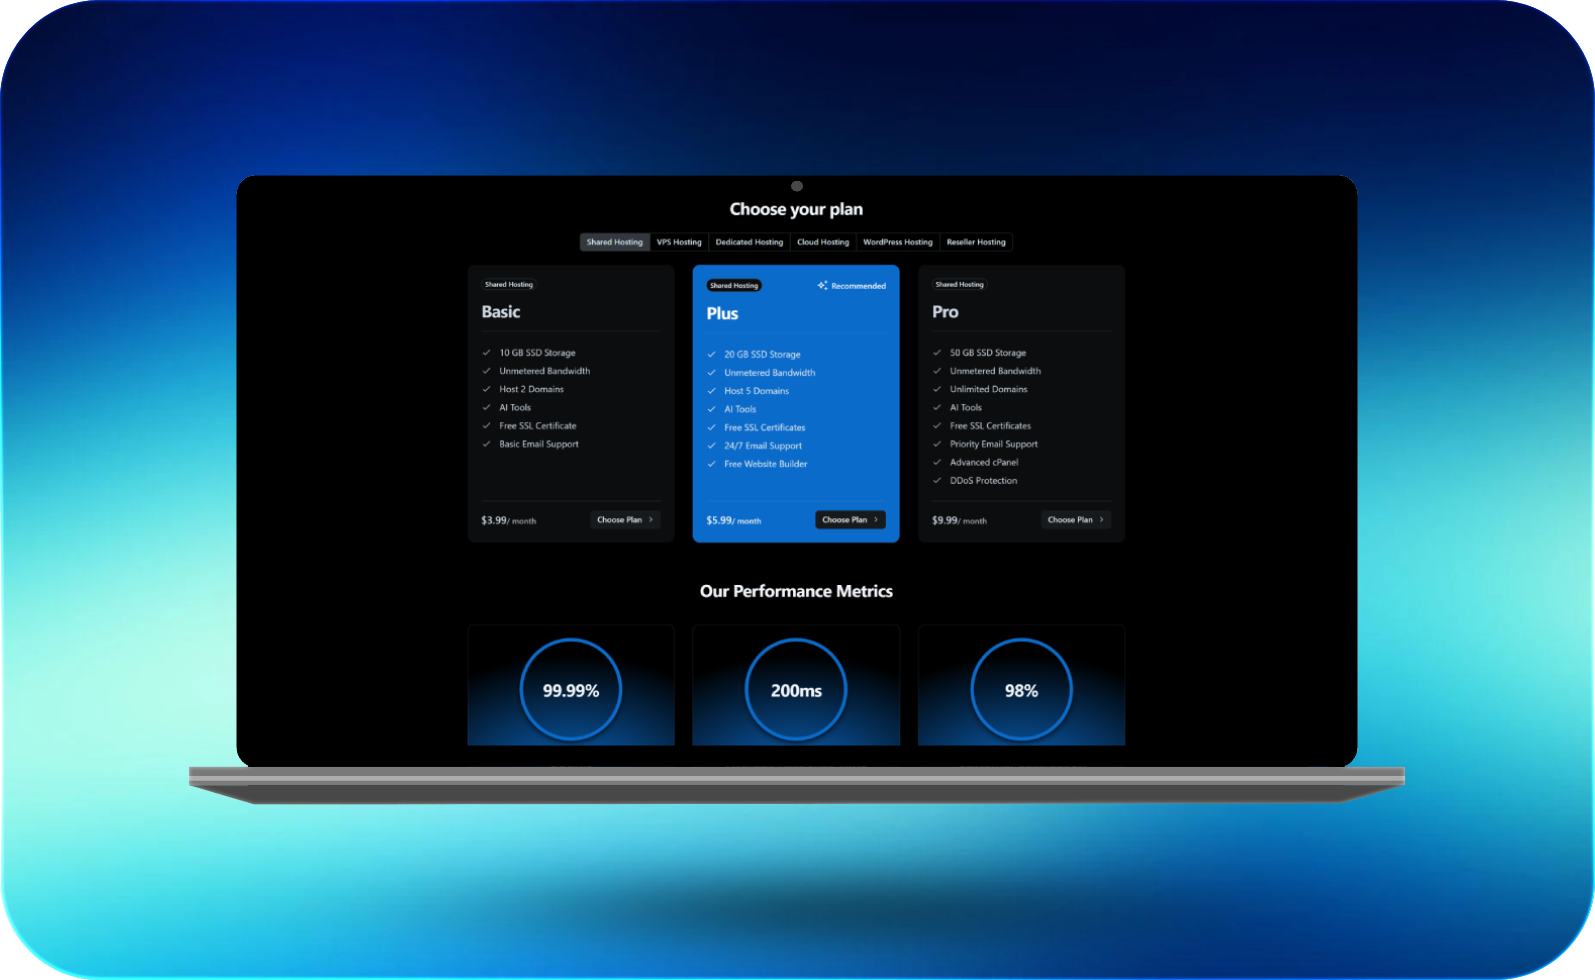 Choose your plan
Shared Hosting VPS Hosting Dedicated Hosting Cloud Hosting WordPress Hosting Reseller Hosting
Shared Hosting
Basic
10 GB SSD Storage
Unmetered Bandwidth
Host 2 Domains
AI Tools
Free SSL Certificate
Basic Email Support
$3.99/ month
Choose Plan
Shared Hosting
Recommended
Plus
20 GB SSD Storage
Unmetered Bandwidth
Host 5 Domains
AI Tools
Free SSL Certificates
24/7 Email Support
Free Website Builder
$5.99/ month
Choose Plan
Shared Hosting
Pro
50 GB SSD Storage
Unmetered Bandwidth
Unlimited Domains
AI Tools
Free SSL Certificates
Priority Email Support
Advanced cPanel
DDoS Protection
$9.99/ month
Choose Plan
Our Performance Metrics
99.99%
200ms
98%